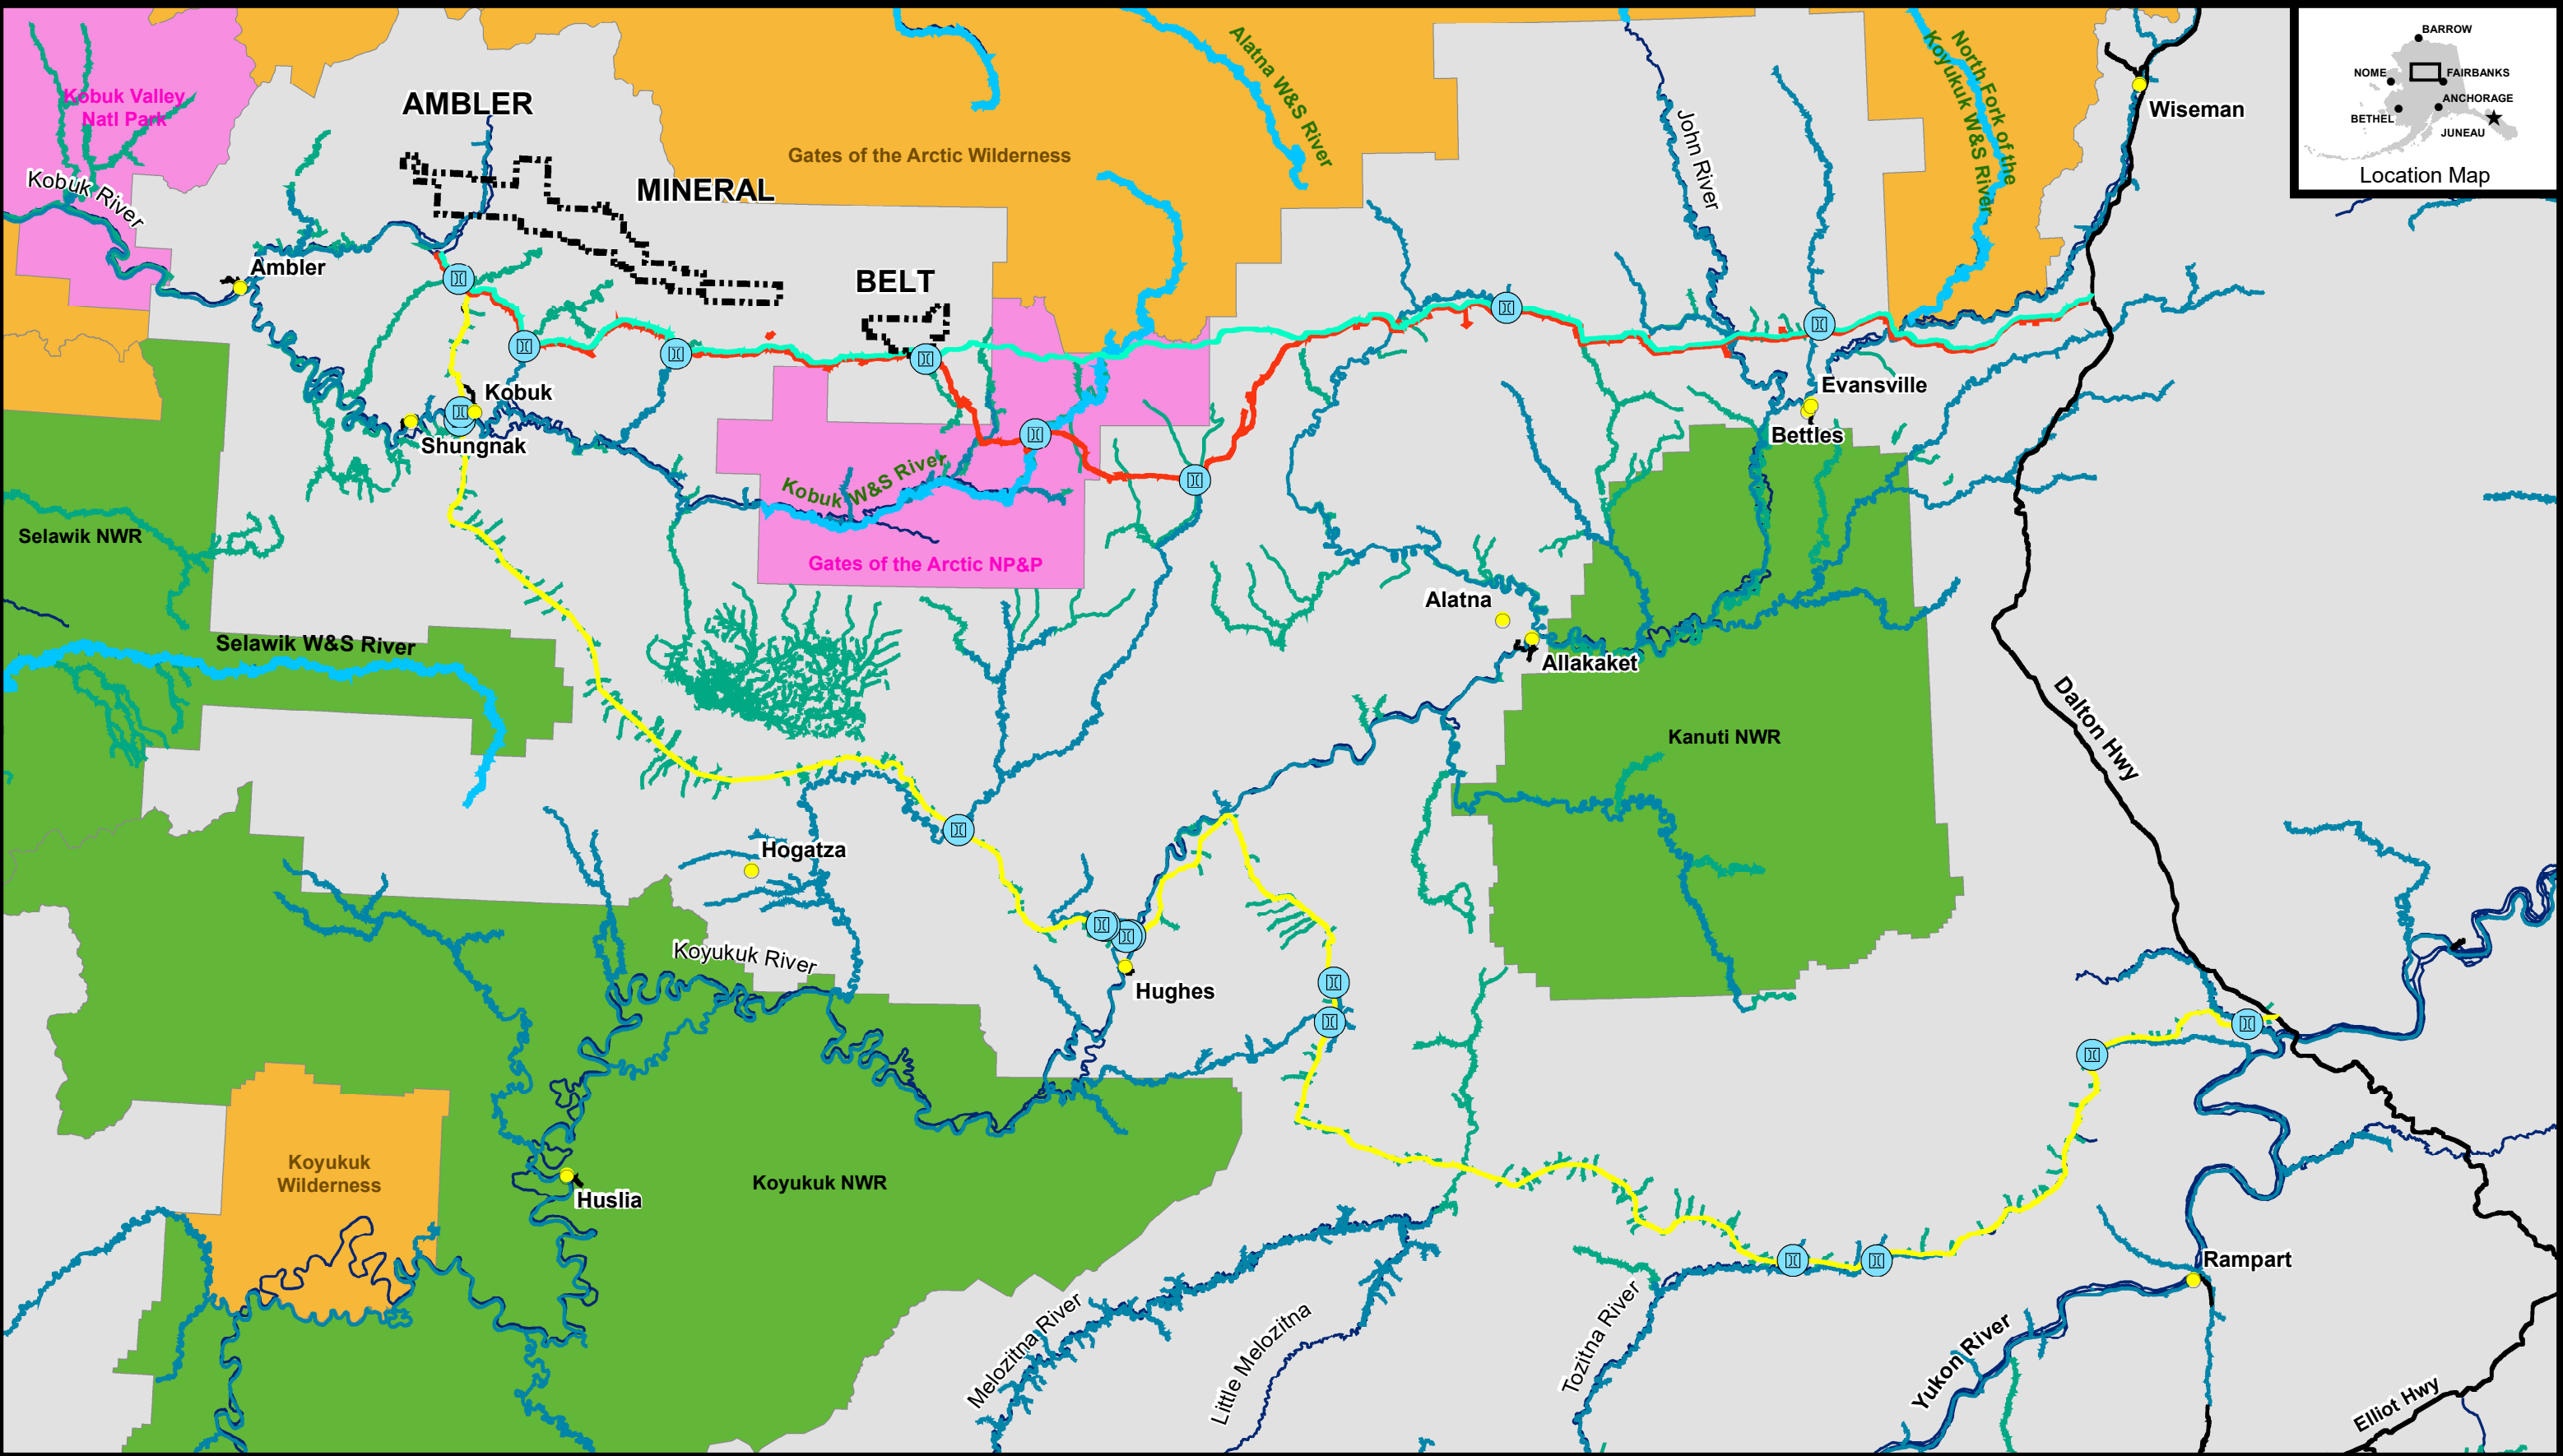 BARROW
NOME
FAIRBANKS
ANCHORAGE
BETHEL
JUNEAU
Location Map
Kobuk Valley
Natl Park
Kobuk River
AMBLER
MINERAL
BELT
Gates of the Arctic Wilderness
Alatna W&S River
John River
North Fork of the
Koyukuk W&S River
Wiseman
Ambler
Kobuk
Shungnak
Evansville
Bettles
Kobuk W&S River
Gates of the Arctic NP&P
Selawik NWR
Selawik W&S River
Alatna
Allakaket
Kanuti NWR
Dalton Hwy
Hogatza
Koyukuk River
Hughes
Koyukuk
Wilderness
Huslia
Koyukuk NWR
Melozitna River
Little Melozitna
Tozitna River
Yukon River
Rampart
Elliot Hwy